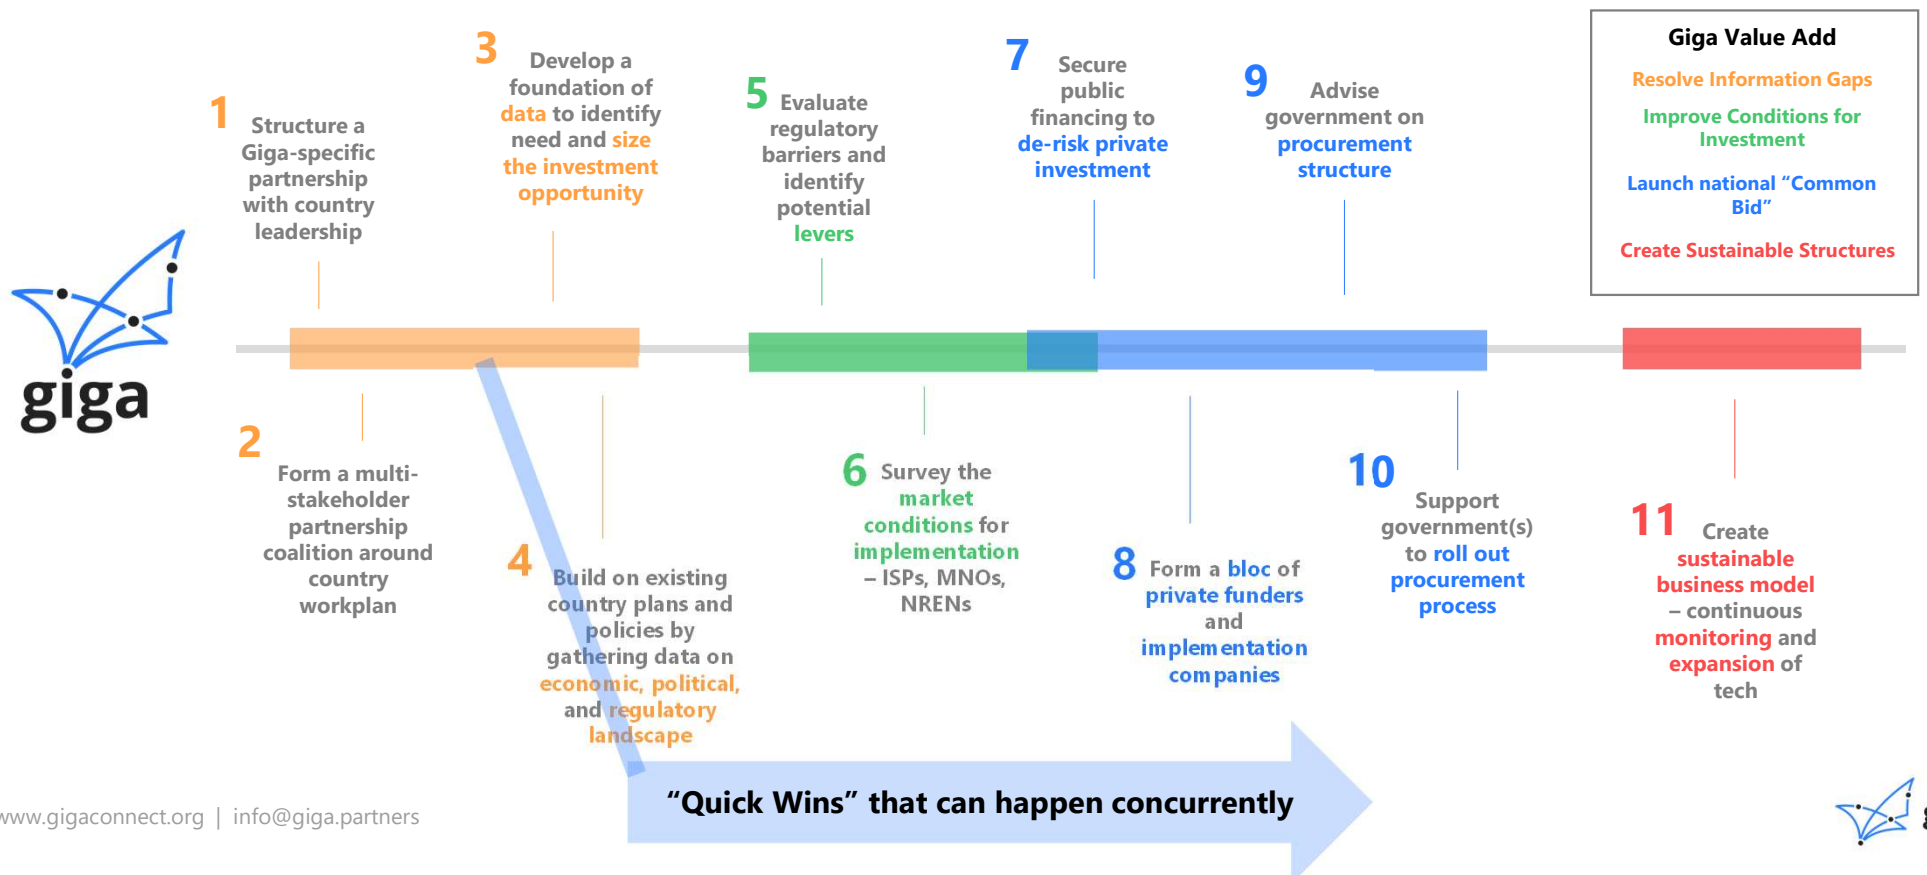 1
Structure a
Giga-specific
partnership
with country
leadership
2
Form a multi-
stakeholder
partnership
coalition around
country
workplan
3
Develop a
foundation of
data to identify
need and size
the investment
opportunity
4
Build on existing
country plans and
policies by
gathering data on
economic, political,
and regulatory
landscape
5
Evaluate
regulatory
barriers and
identify
potential
levers
6
Survey the
market
conditions for
implementation
– ISPs, MNOs,
NRENs
7
Secure
public
financing to
de-risk private
investment
8
Form a bloc of
private funders
and
implementation
companies
9
Advise
government on
procurement
structure
10
Support
government(s)
to roll out
procurement
process
11
Create
sustainable
business model
– continuous
monitoring and
expansion of
tech
Giga Value Add
Resolve Information Gaps
Improve Conditions for
Investment
Launch national “Common
Bid”
Create Sustainable Structures
giga
“Quick Wins” that can happen concurrently
www.gigaconnect.org | info@giga.partners